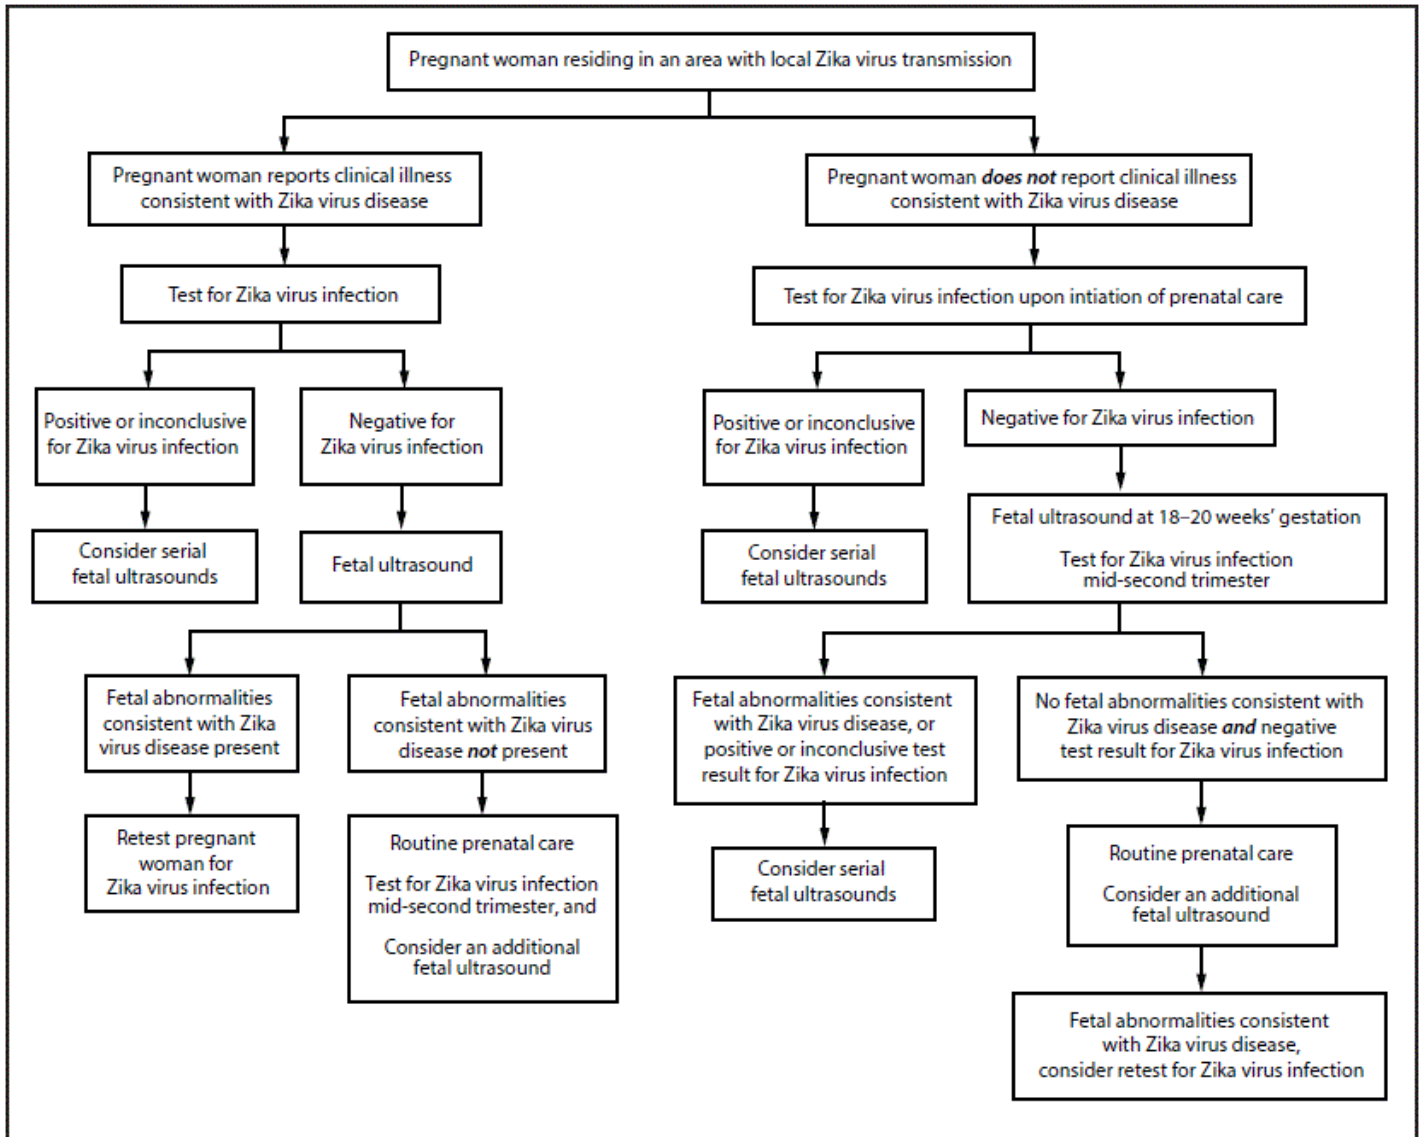 Pregnant woman residing in an area with local Zika virus transmission
Pregnant woman reports clinical illness
consistent with Zika virus disease
Test for Zika virus infection
Positive or inconclusive
for Zika virus infection
Consider serial
fetal ultrasounds
Negative for
Zika virus infection
Fetal ultrasound
Fetal abnormalities
consistent with Zika
virus disease present
Retest pregnant
woman for
Zika virus infection
Fetal abnormalities
consistent with Zika virus
disease not present
Routine prenatal care
Test for Zika virus infection
mid-second trimester, and
Consider an additional
fetal ultrasound
Pregnant woman does not report clinical illness
consistent with Zika virus disease
Test for Zika virus infection upon intiation of prenatal care
Positive or inconclusive
for Zika virus infection
Consider serial
fetal ultrasounds
Negative for Zika virus infection
Fetal ultrasound at 18–20 weeks’ gestation
Test for Zika virus infection
mid-second trimester
Fetal abnormalities consistent
with Zika virus disease, or
positive or inconclusive test
result for Zika virus infection
Consider serial
fetal ultrasounds
No fetal abnormalities consistent with
Zika virus disease and negative
test result for Zika virus infection
Routine prenatal care
Consider an additional
fetal ultrasound
Fetal abnormalities consistent
with Zika virus disease,
consider retest for Zika virus infection